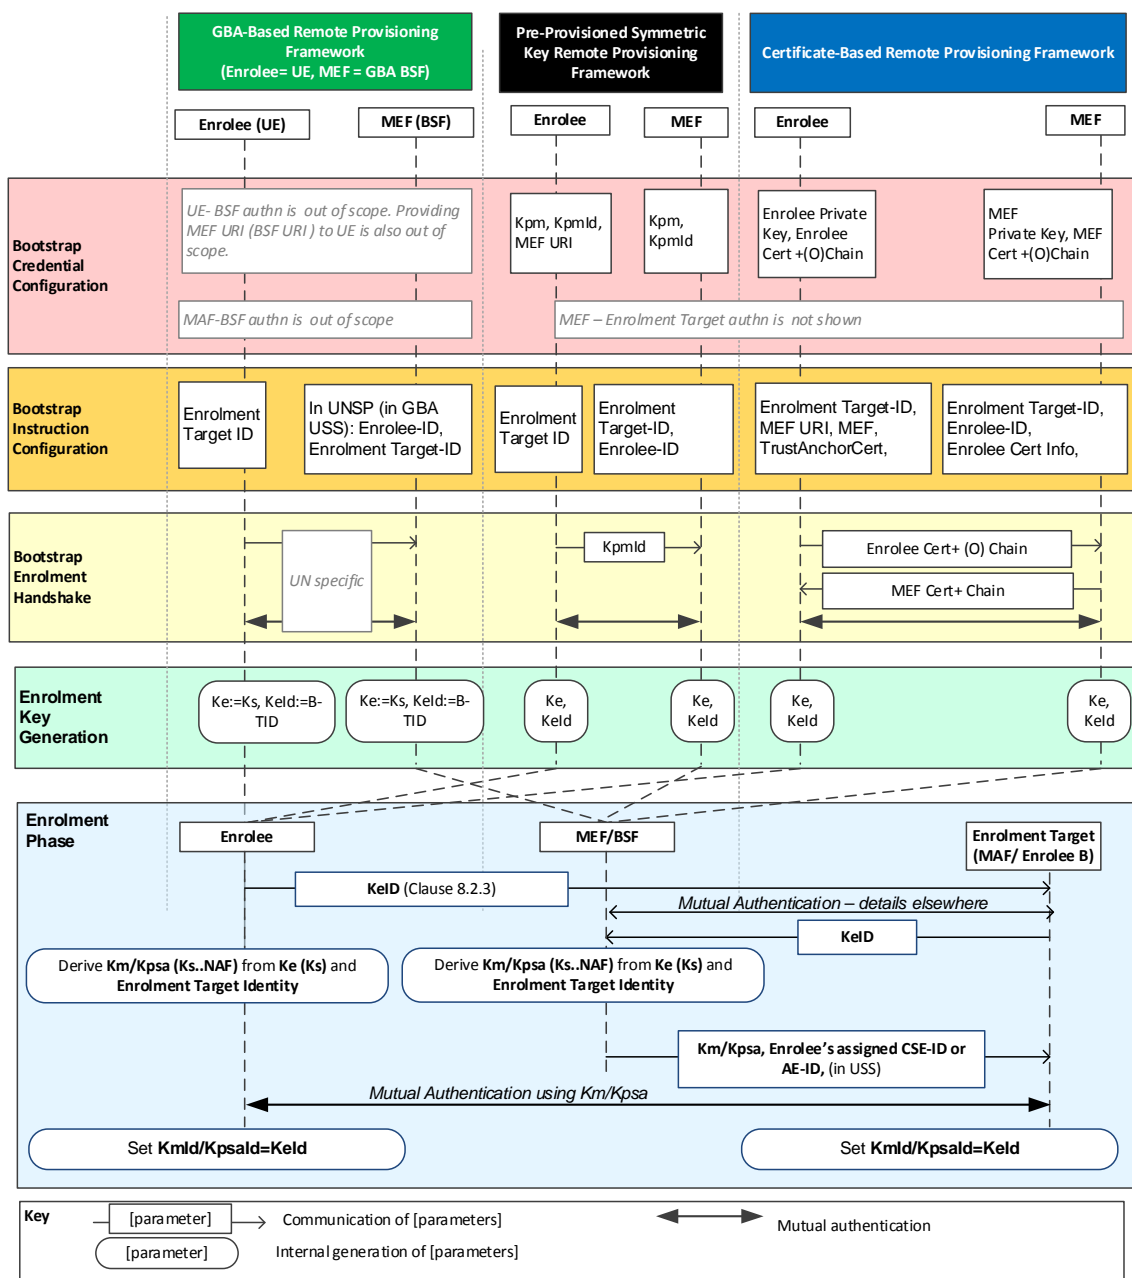 GBA-Based Remote Provisioning
Framework
(Enrolee= UE, MEF = GBA BSF)
Pre-Provisioned Symmetric
Key Remote Provisioning
Framework
Certificate-Based Remote Provisioning Framework
Enrolee (UE)
MEF (BSF)
Enrolee
MEF
Enrolee
MEF
Bootstrap
Credential
Configuration
UE- BSF authn is out of scope. Providing
MEF URI (BSF URI ) to UE is also out of
scope.
Kpm, KpmId,
MEF URI
Kpm,
KpmId
Enrolee Private
Key, Enrolee
Cert +(O)Chain
MEF
Private Key, MEF
Cert +(O)Chain
MAF-BSF authn is out of scope
MEF – Enrolment Target authn is not shown
Bootstrap
Instruction
Configuration
Enrolment
Target ID
In UNSP (in GBA
USS): Enrolee-ID,
Enrolment Target-ID
Enrolment
Target ID
Enrolment
Target-ID,
Enrolee-ID
Enrolment Target-ID,
MEF URI, MEF,
TrustAnchorCert,
Enrolment Target-ID,
Enrolee-ID,
Enrolee Cert Info,
Bootstrap
Enrolment
Handshake
UN specific
KpmId
Enrolee Cert+ (O) Chain
MEF Cert+ Chain
Enrolment
Key
Generation
Ke:=Ks, KeId:=B-
TID
Ke:=Ks, KeId:=B-
TID
Ke,
KeId
Ke,
KeId
Ke,
KeId
Ke,
KeId
Enrolment
Phase
Enrolee
MEF/BSF
Enrolment Target
(MAF/ Enrolee B)
KeID (Clause 8.2.3)
Mutual Authentication – details elsewhere
KeID
Derive Km/Kpsa (Ks..NAF) from Ke (Ks) and
Enrolment Target Identity
Derive Km/Kpsa (Ks..NAF) from Ke (Ks) and
Enrolment Target Identity
Km/Kpsa, Enrolee's assigned CSE-ID or
AE-ID, (in USS)
Mutual Authentication using Km/Kpsa
Set KmId/KpsaId=KeId
Set KmId/KpsaId=KeId
Key
[parameter]
Communication of [parameters]
Mutual authentication
[parameter]
Internal generation of [parameters]